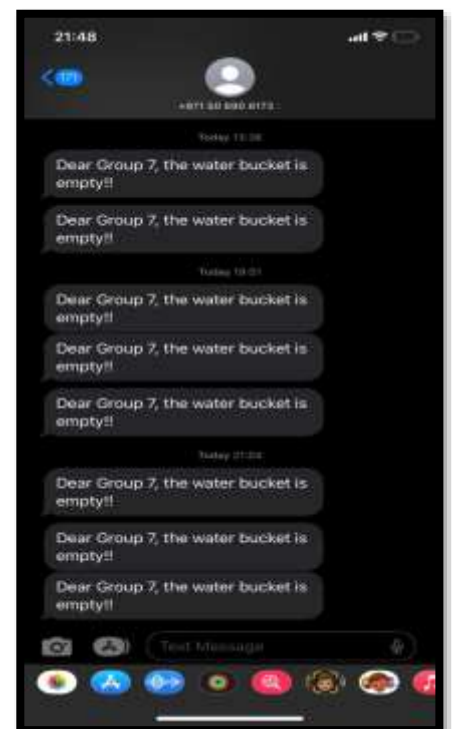 21:48
171
Dear Group 7, the water bucket is
empty!!
Dear Group 7, the water bucket is
empty!!
Today 19:01
Dear Group 7, the water bucket is
empty!!
Dear Group 7, the water bucket is
empty!!
Dear Group 7, the water bucket is
empty!!
Today 21:04
Dear Group 7, the water bucket is
empty!!
Dear Group 7, the water bucket is
empty!!
Dear Group 7, the water bucket is
empty!!
Text Message